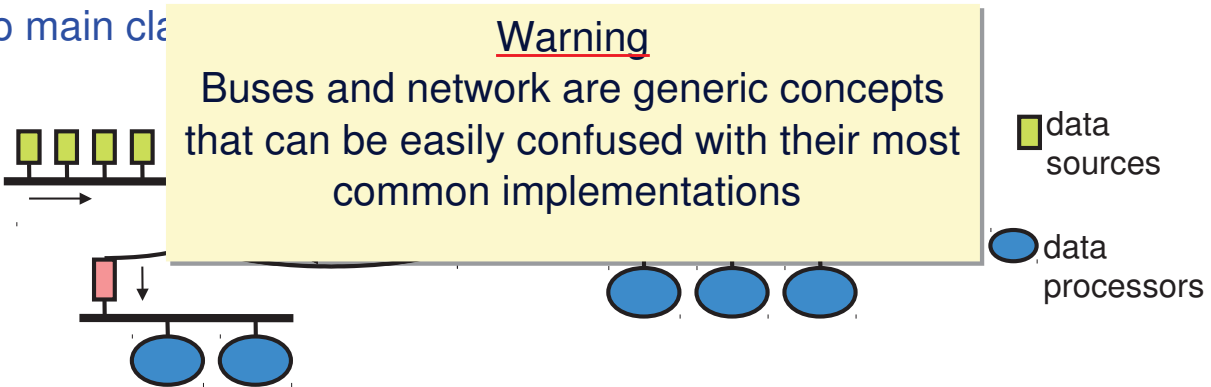 o main cla
Warning
Buses and network are generic concepts
that can be easily confused with their most
common implementations
data
sources
data
processors